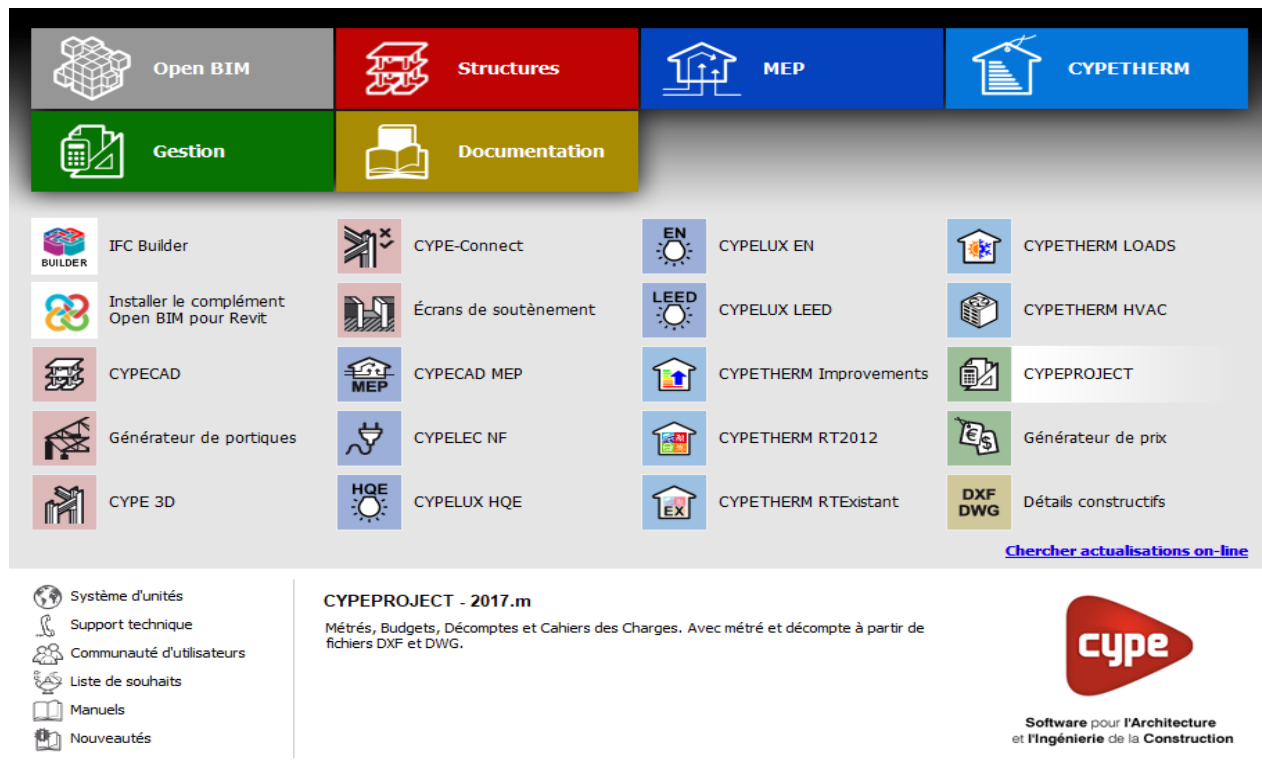 Open BIM
Structures
MEP
CYPETHERM
Gestion
Documentation
BUILDER
IFC Builder
CYPE-Connect
EN
CYPELUX EN
CYPETHERM LOADS
Installer le complément
Open BIM pour Revit
Écrans de soutènement
LEED
CYPELUX LEED
CYPETHERM HVAC
CYPECAD
MEP
CYPECAD MEP
CYPETHERM Improvements
CYPEPROJECT
Générateur de portiques
CYPELEC NF
CYPETHERM RT2012
€ $
Générateur de prix
CYPE 3D
HQE
CYPELUX HQE
EX
CYPETHERM RTExistant
DXF
DWG
Détails constructifs
Chercher actualisations on-line
Système d'unités
Support technique
Communauté d'utilisateurs
Liste de souhaits
Manuels
Nouveautés
CYPEPROJECT - 2017.m
Métrés, Budgets, Décomptes et Cahiers des Charges. Avec métré et décompte à partir de
fichiers DXF et DWG.
cype
Software pour l'Architecture
et l'Ingénierie de la Construction